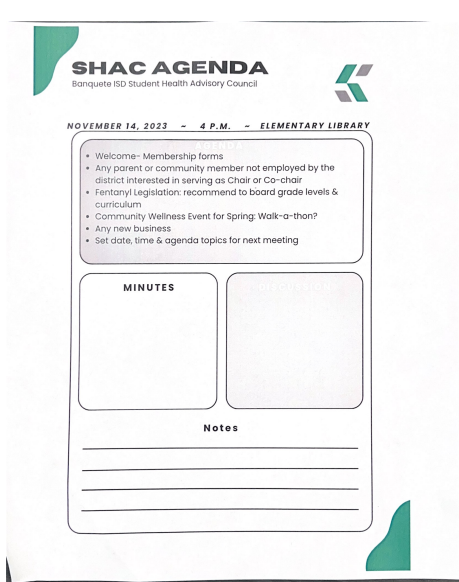 SHAC AGENDA
Banquete ISD Student Health Advisory Council
NOVEMBER 14, 2023 ~ 4 P.M. ~ ELEMENTARY LIBRARY
AGENDA
• Welcome- Membership forms
• Any parent or community member not employed by the
district interested in serving as Chair or Co-chair
• Fentanyl Legislation: recommend to board grade levels &
curriculum
• Community Wellness Event for Spring: Walk-a-thon?
• Any new business
• Set date, time & agenda topics for next meeting
MINUTES
DISCUSSION
Notes